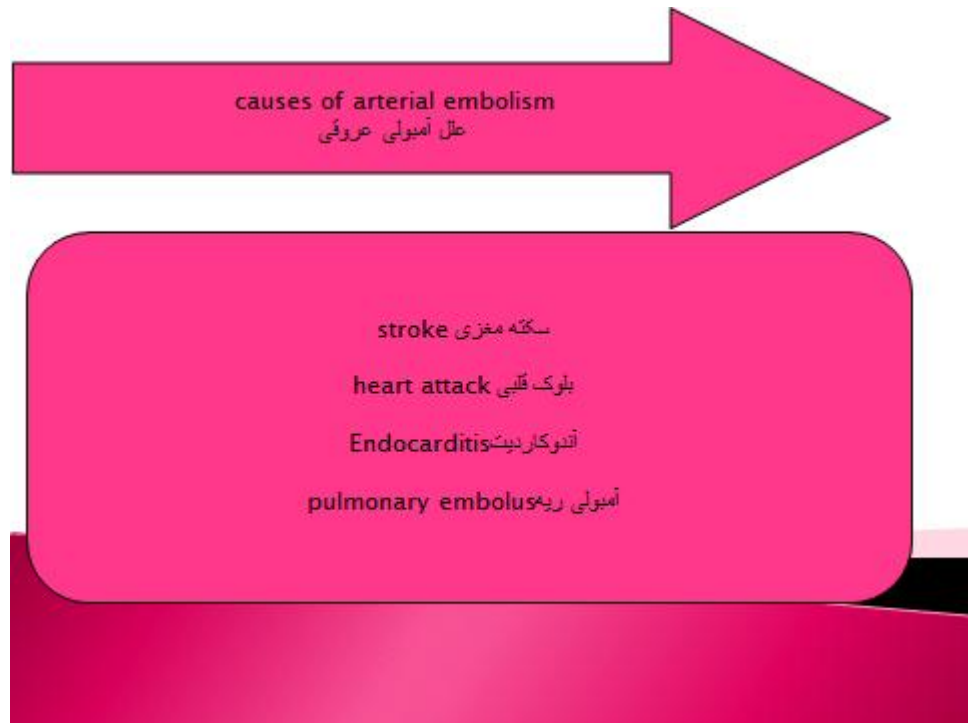 causes of arterial embolism
علل آمبولی عروقی
سکته مغزی stroke
بلوک قلبی heart attack
آندوکاردیتEndocarditis
آمبولی ریهpulmonary embolus